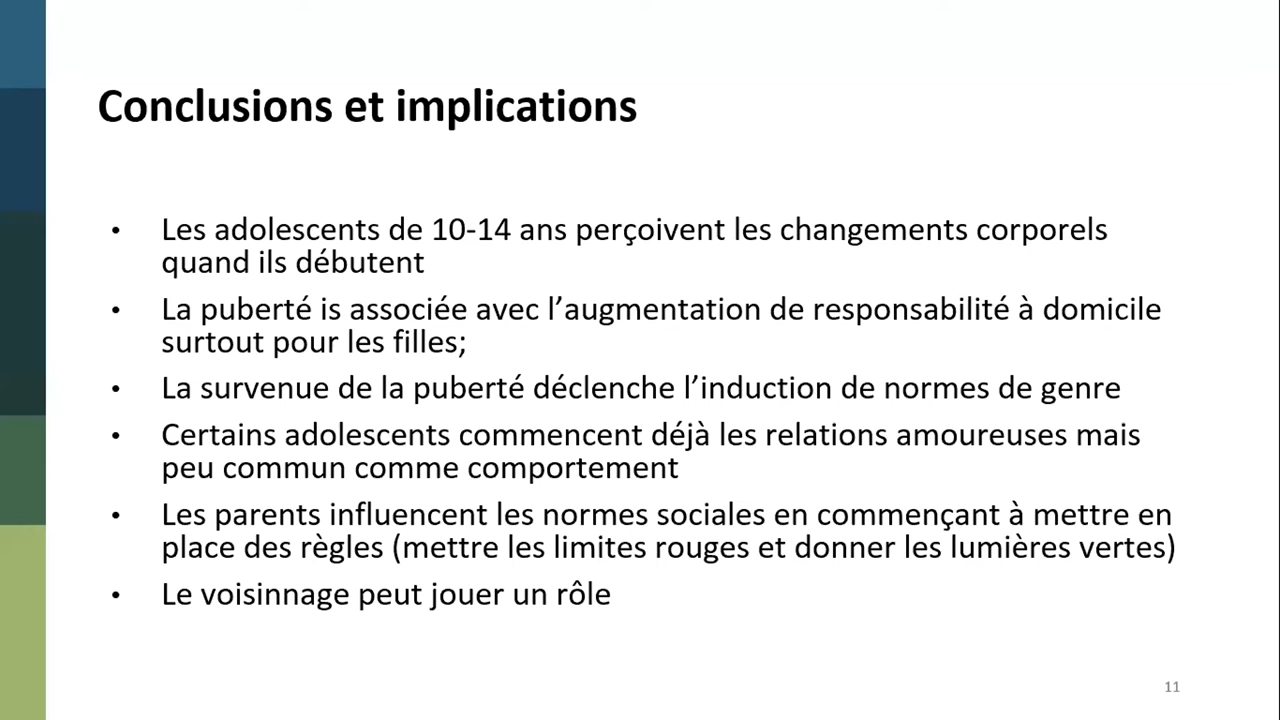 Conclusions et implications
• Les adolescents de 10-14 ans perçoivent les changements corporels
quand ils débutent
• La puberté is associée avec l’augmentation de responsabilité à domicile
surtout pour les filles;
• La survenue de la puberté déclenche l’induction de normes de genre
• Certains adolescents commencent déjà les relations amoureuses mais
peu commun comme comportement
• Les parents influencent les normes sociales en commençant à mettre en
place des règles (mettre les limites rouges et donner les lumières vertes)
• Le voisinnage peut jouer un rôle
11